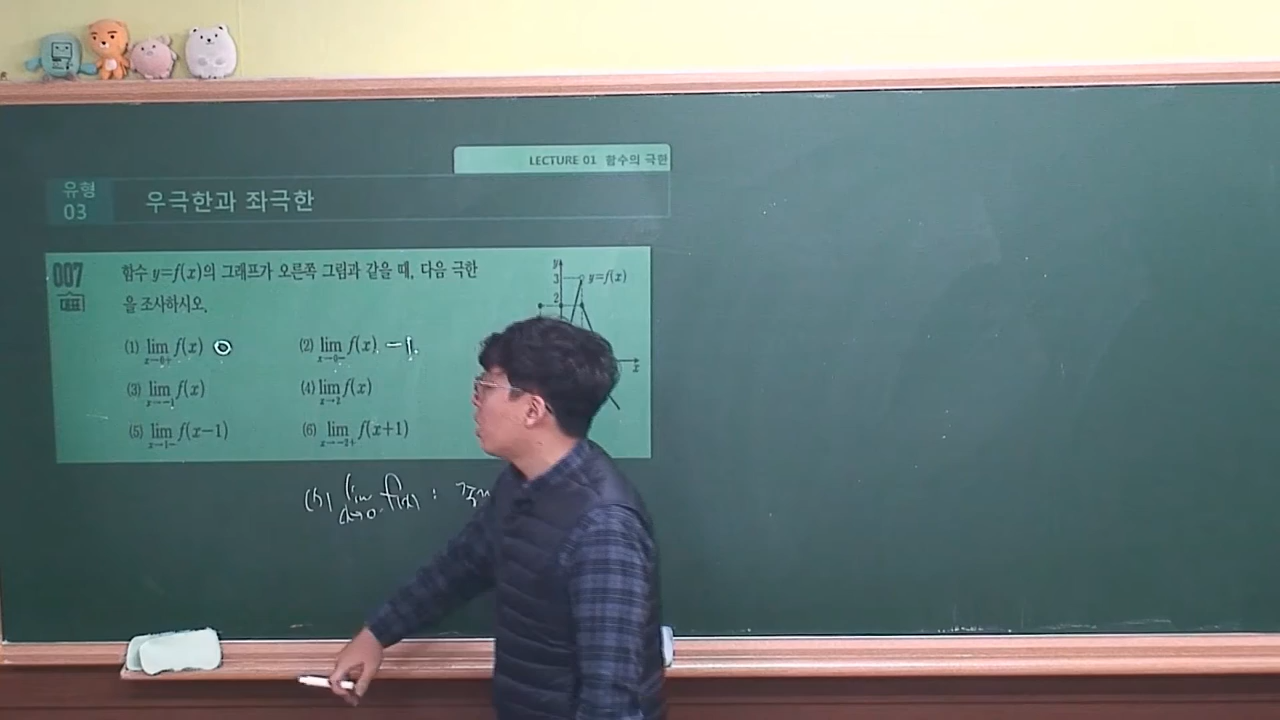 LECTURE 01 함수의 극한
유형
03
우극한과 좌극한
007
대표
함수 y=f(x)의 그래프가 오른쪽 그림과 같을 때, 다음 극한
을 조사하시오.
(1) lim x→0+ f(x) 0
(2) lim x→0- f(x) -1
(3) lim x→-1 f(x)
(4) lim x→2 f(x)
(5) lim x→1- f(x-1)
(6) lim x→-2+ f(x+1)
y
3
y=f(x)
2
x
lim x→0 f(x) :